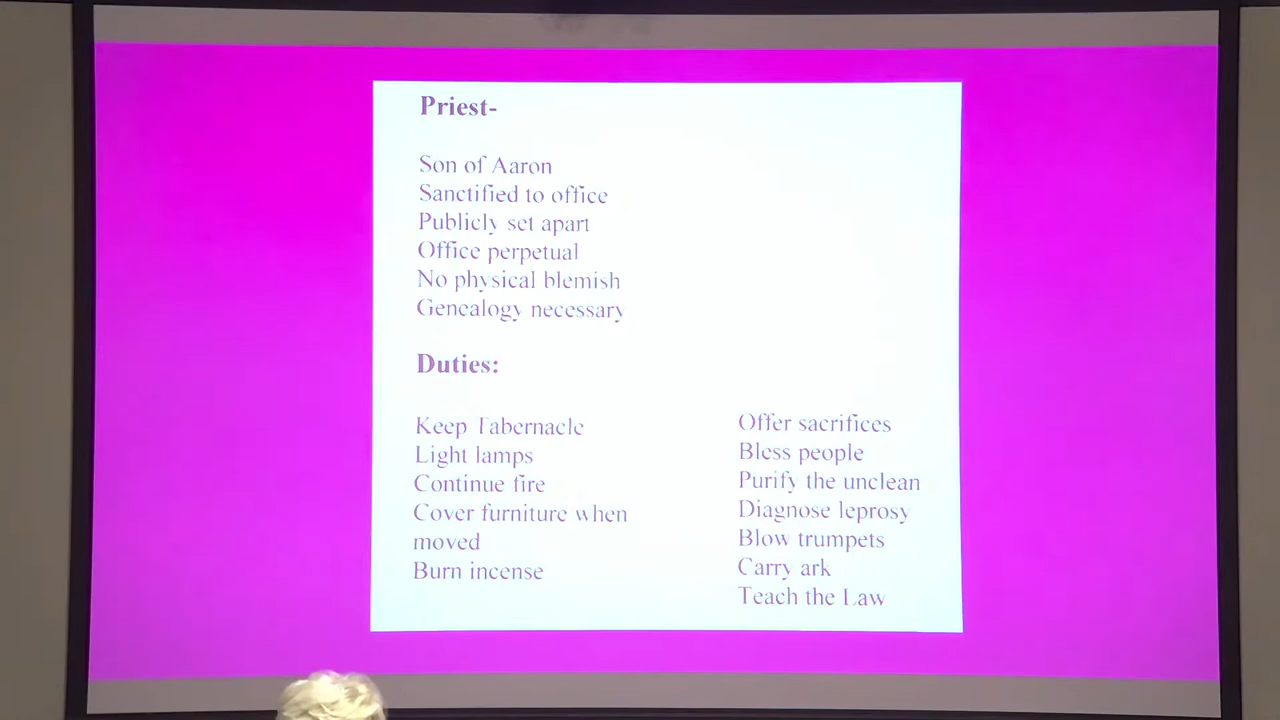 Priest-
Son of Aaron
Sanctified to office
Publicly set apart
Office perpetual
No physical blemish
Genealogy necessary
Duties:
Keep Tabernacle
Light lamps
Continue fire
Cover furniture when
moved
Burn incense
Offer sacrifices
Bless people
Purify the unclean
Diagnose leprosy
Blow trumpets
Carry ark
Teach the Law